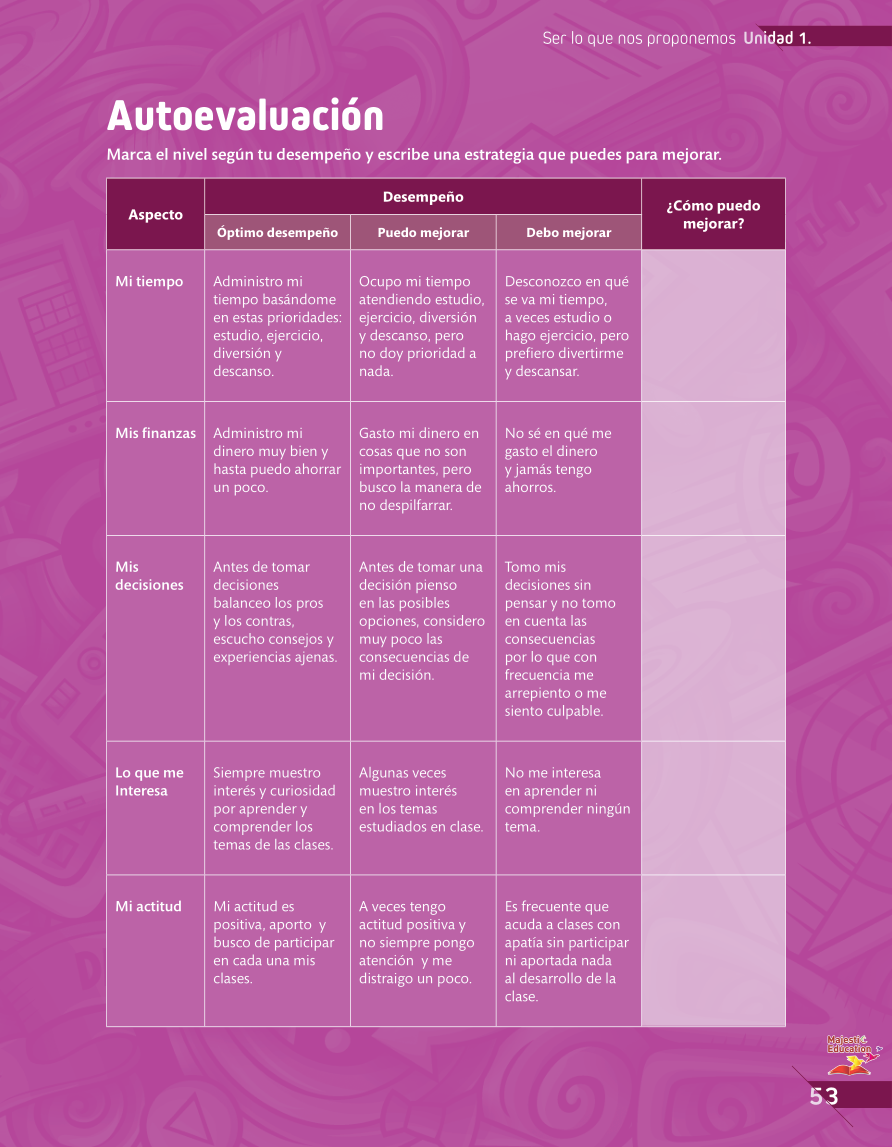 Ser lo que nos proponemos Unidad 1.
Autoevaluación
Marca el nivel según tu desempeño y escribe una estrategia que puedes para mejorar.
Aspecto
Desempeño
¿Cómo puedo
mejorar?
Óptimo desempeño
Puedo mejorar
Debo mejorar
Mi tiempo
Administro mi
tiempo basándome
en estas prioridades:
estudio, ejercicio,
diversión y
descanso.
Ocupo mi tiempo
atendiendo estudio,
ejercicio, diversión
y descanso, pero
no doy prioridad a
nada.
Desconozco en qué
se va mi tiempo,
a veces estudio o
hago ejercicio, pero
prefiero divertirme
y descansar.
Mis finanzas
Administro mi
dinero muy bien y
hasta puedo ahorrar
un poco.
Gasto mi dinero en
cosas que no son
importantes, pero
busco la manera de
no despilfarrar.
No sé en qué me
gasto el dinero
y jamás tengo
ahorros.
Mis
decisiones
Antes de tomar
decisiones
balanceo los pros
y los contras,
escucho consejos y
experiencias ajenas.
Antes de tomar una
decisión pienso
en las posibles
opciones, considero
muy poco las
consecuencias de
mi decisión.
Tomo mis
decisiones sin
pensar y no tomo
en cuenta las
consecuencias
por lo que con
frecuencia me
arrepiento o me
siento culpable.
Lo que me
Interesa
Siempre muestro
interés y curiosidad
por aprender y
comprender los
temas de las clases.
Algunas veces
muestro interés
en los temas
estudiados en clase.
No me interesa
en aprender ni
comprender ningún
tema.
Mi actitud
Mi actitud es
positiva, aporto y
busco de participar
en cada una mis
clases.
A veces tengo
actitud positiva y
no siempre pongo
atención y me
distraigo un poco.
Es frecuente que
acuda a clases con
apatía sin participar
ni aportada nada
al desarrollo de la
clase.
Majestic
Education
53